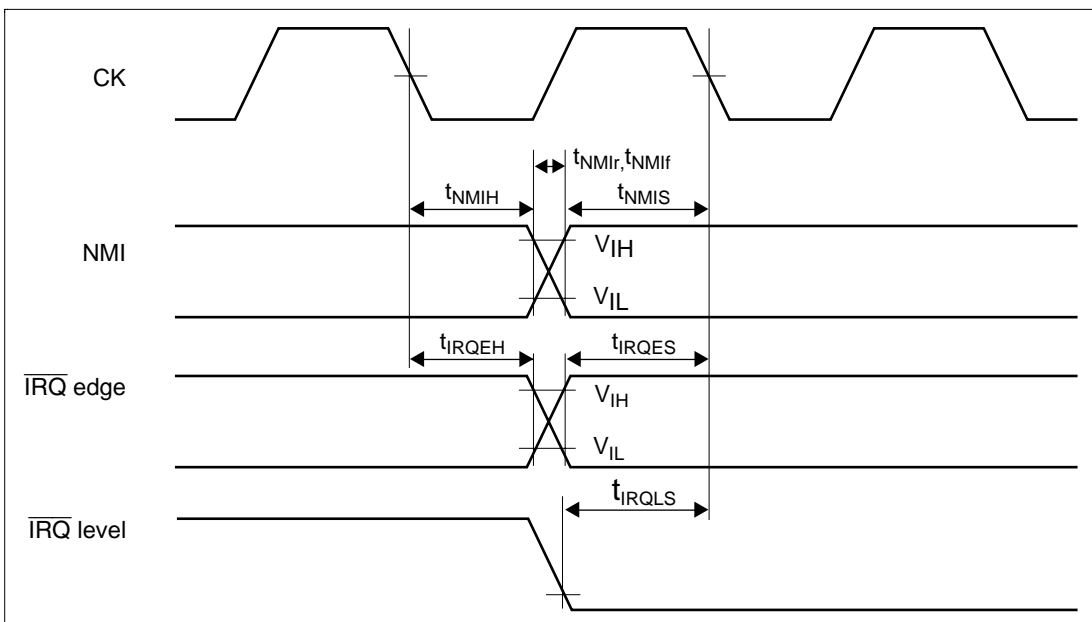 CK
tNMIr,tNMIf
tNMIH
tNMIS
NMI
VIH
VIL
tIRQEH
tIRQES
IRQ edge
VIH
VIL
tIRQLS
IRQ level